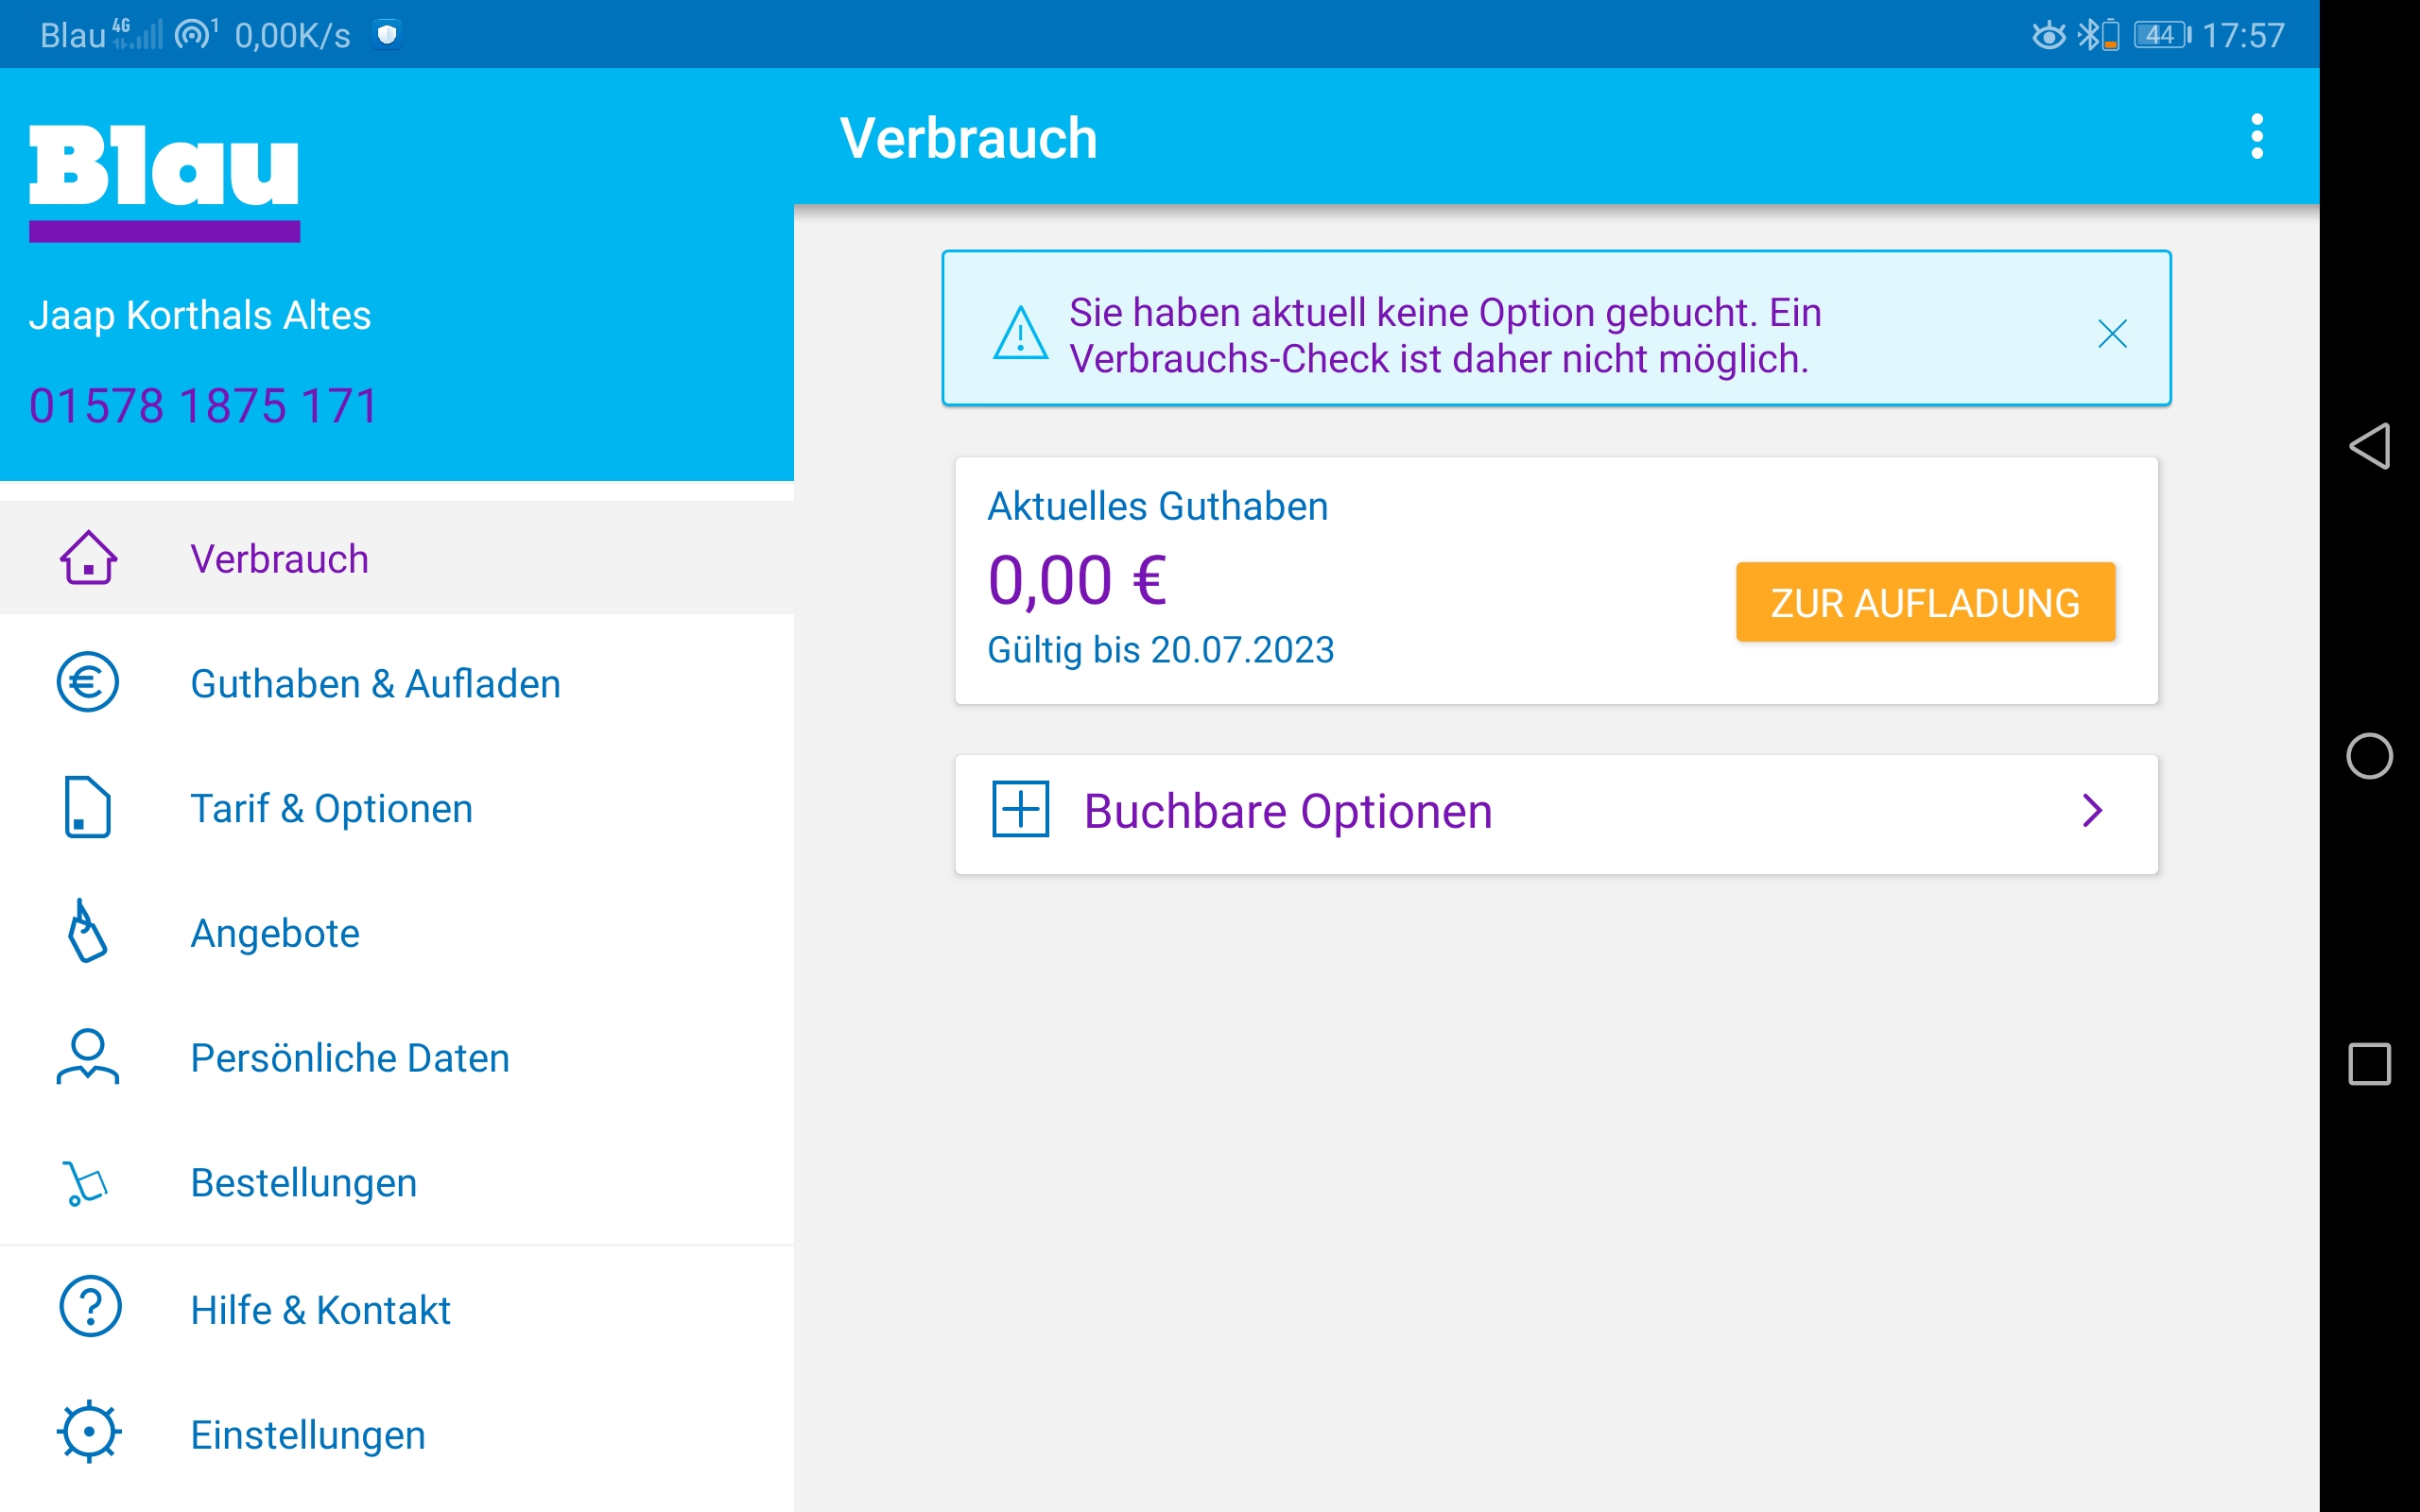 Blau 4G 1 0,00K/s
44 17:57
Blau
Jaap Korthals Altes
01578 1875 171
Verbrauch
Guthaben & Aufladen
Tarif & Optionen
Angebote
Persönliche Daten
Bestellungen
Hilfe & Kontakt
Einstellungen
Verbrauch
Sie haben aktuell keine Option gebucht. Ein
Verbrauchs-Check ist daher nicht möglich.
Aktuelles Guthaben
0,00 €
Gültig bis 20.07.2023
ZUR AUFLADUNG
Buchbare Optionen